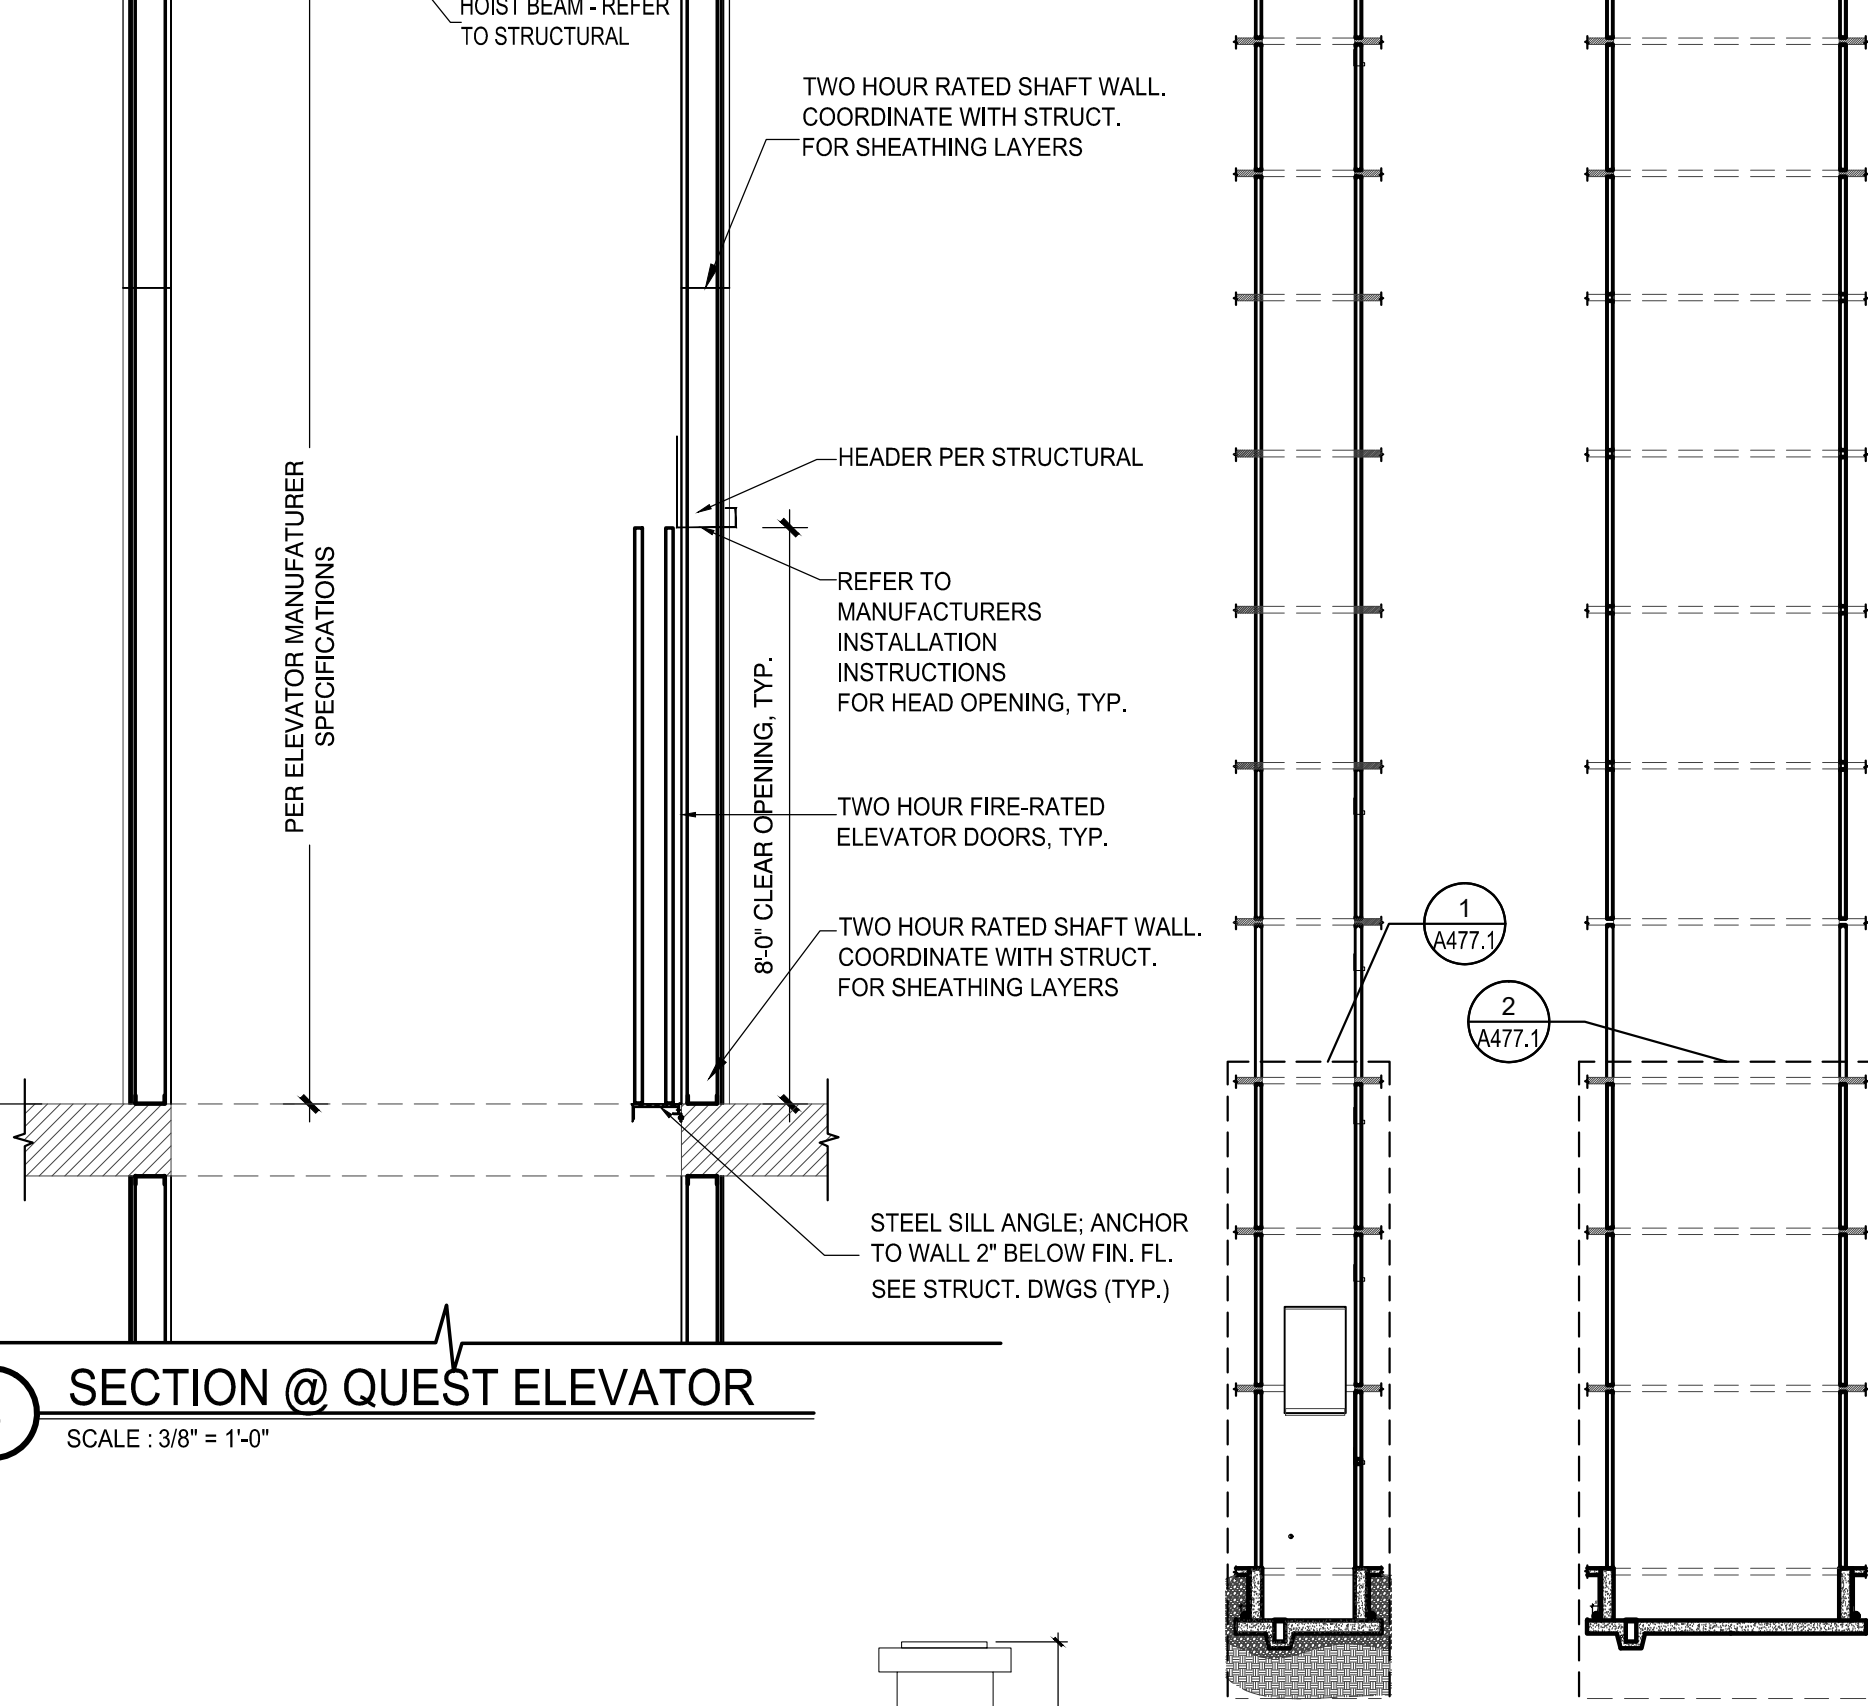 HOIST BEAM - REFER
TO STRUCTURAL
TWO HOUR RATED SHAFT WALL.
COORDINATE WITH STRUCT.
FOR SHEATHING LAYERS
HEADER PER STRUCTURAL
PER ELEVATOR MANUFATURER
SPECIFICATIONS
REFER TO
MANUFACTURERS
INSTALLATION
INSTRUCTIONS
FOR HEAD OPENING, TYP.
8'-0" CLEAR OPENING, TYP.
TWO HOUR FIRE-RATED
ELEVATOR DOORS, TYP.
TWO HOUR RATED SHAFT WALL.
COORDINATE WITH STRUCT.
FOR SHEATHING LAYERS
1
A477.1
2
A477.1
STEEL SILL ANGLE; ANCHOR
TO WALL 2" BELOW FIN. FL.
SEE STRUCT. DWGS (TYP.)
SECTION @ QUEST ELEVATOR
SCALE : 3/8" = 1'-0"